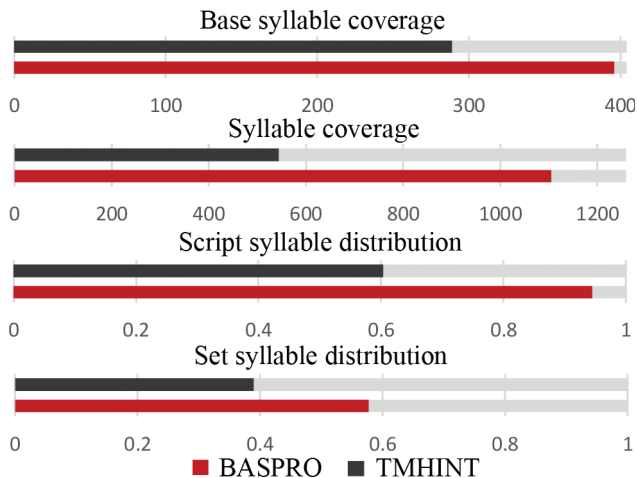 Base syllable coverage
0 100 200 300 400
Syllable coverage
0 200 400 600 800 1000 1200
Script syllable distribution
0 0.2 0.4 0.6 0.8 1
Set syllable distribution
0 0.2 0.4 0.6 0.8 1
BASPRO TMHINT